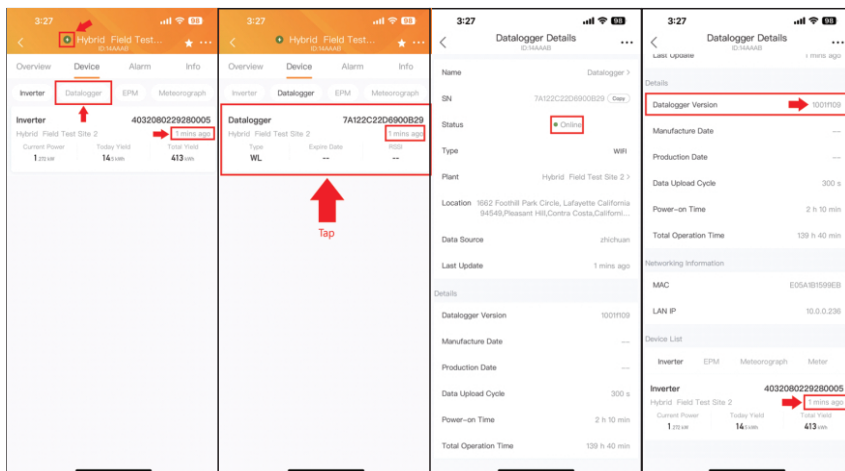 3:27
98
Hybrid Field Test...
ID:14AAAB
Overview Device Alarm Info
Inverter Datalogger EPM Meteorograph
Inverter 4032080229280005
Hybrid Field Test Site 2 1 mins ago
Current Power Today Yield Total Yield
1 413 kWh
3:27
98
Hybrid Field Test...
ID:14AAAB
Overview Device Alarm Info
Inverter Datalogger EPM Meteorograph
Datalogger 7A122C22D6900B29
Hybrid Field Test Site 2 1 mins ago
Type Expire Date RSSI
WL -- --
Tap
3:27
98
Datalogger Details
ID:14AAAB
Name Datalogger >
SN 7A122C22D6900B29 Copy
Status Online
Type WIFI
Plant Hybrid Field Test Site 2 >
Location 1662 Foothill Park Circle, Lafayette California
94549,Pleasant Hill,Contra Costa,Californi...
Data Source zhichuan
Last Update 1 mins ago
Details
Datalogger Version 1001f109
Manufacture Date --
Production Date --
Data Upload Cycle 300 s
Power-on Time 2 h 10 min
Total Operation Time 139 h 40 min
3:27
98
Datalogger Details
ID:14AAAB
Last Update 1 mins ago
Details
Datalogger Version 1001f109
Manufacture Date --
Production Date --
Data Upload Cycle 300 s
Power-on Time 2 h 10 min
Total Operation Time 139 h 40 min
Networking Information
MAC E05A1B1599EB
LAN IP 10.0.0.236
Device List
Inverter EPM Meteorograph Meter
Inverter 4032080229280005
Hybrid Field Test Site 2 1 mins ago
Current Power Today Yield Total Yield
1 413 kWh